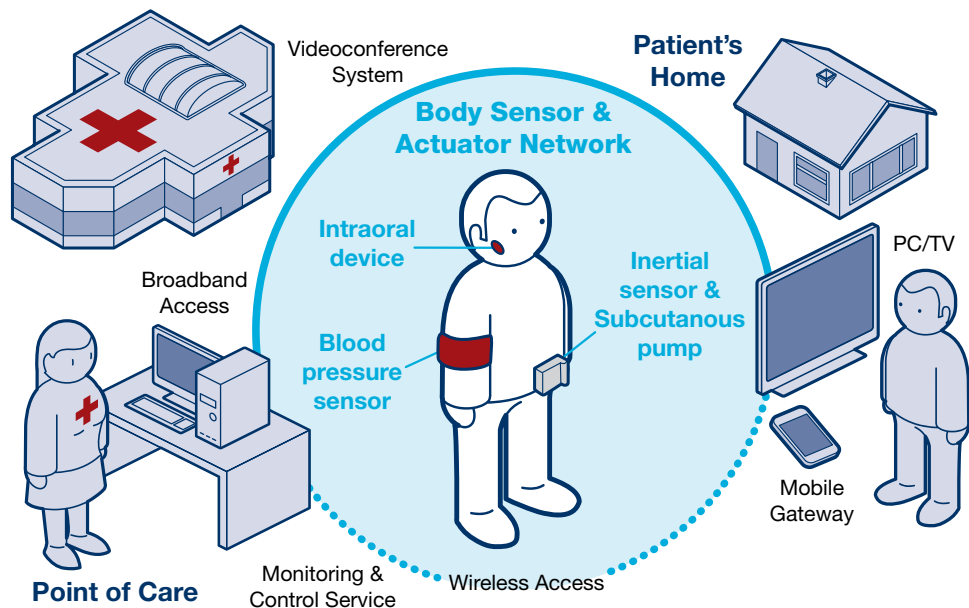 Videoconference
System
Patient's
Home
Body Sensor &
Actuator Network
Intraoral
device
PC/TV
Inertial
sensor &
Subcutanous
pump
Broadband
Access
Blood
pressure
sensor
Mobile
Gateway
Monitoring &
Control Service
Wireless Access
Point of Care